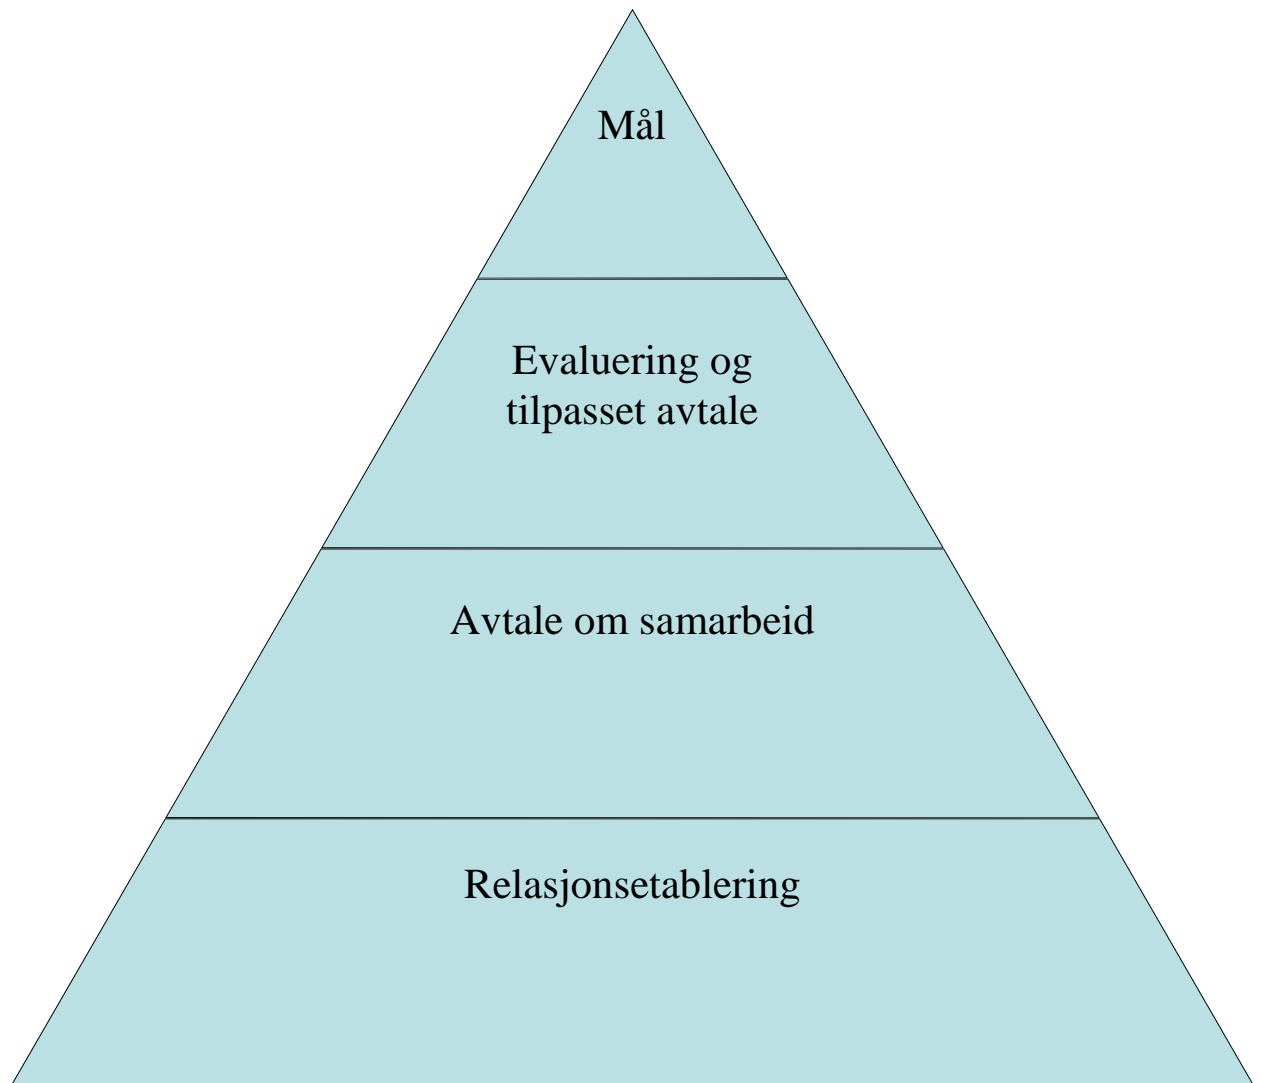 Mål
Evaluering og
tilpasset avtale
Avtale om samarbeid
Relasjonsetablering